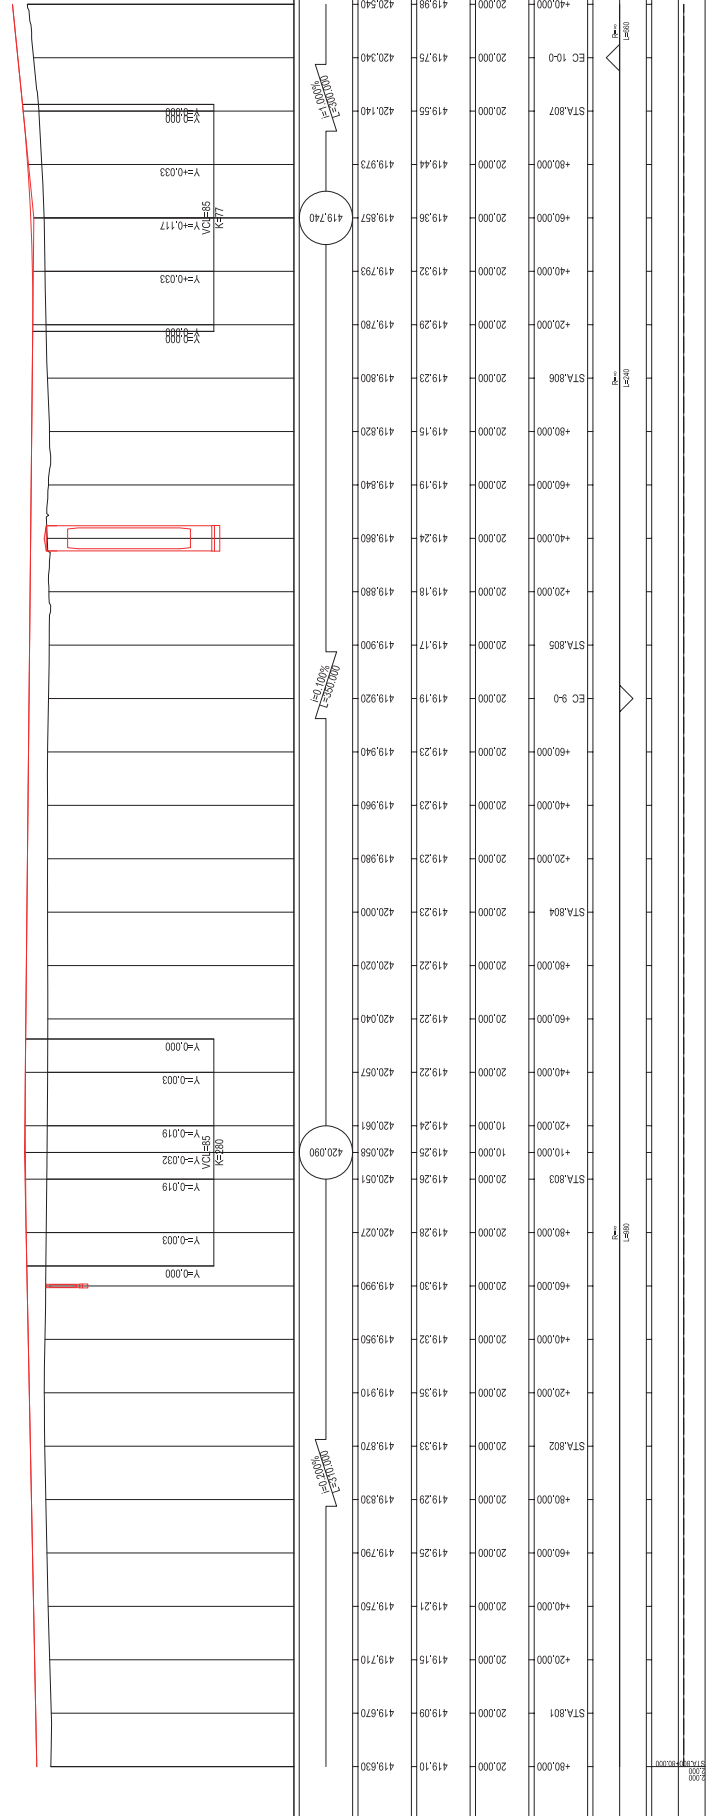 +80.000 20.000 419.10 419.630
STA.801 20.000 419.09 419.670
+20.000 20.000 419.15 419.710
+40.000 20.000 419.21 419.750
+60.000 20.000 419.25 419.790
+80.000 20.000 419.29 419.830
i=0.200%
L=310.000
STA.802 20.000 419.33 419.870
+20.000 20.000 419.35 419.910
+40.000 20.000 419.32 419.950
+60.000 20.000 419.30 419.990
Y=0.000
+80.000 20.000 419.28 420.027 Y=-0.003
R=∞
L=980
STA.803 20.000 419.26 420.051 Y=-0.019
+10.000 10.000 419.25 420.058 420.090 Y=-0.032
VCL=85
K=280
+20.000 10.000 419.24 420.061 Y=-0.019
+40.000 20.000 419.22 420.057 Y=-0.003
Y=0.000
+60.000 20.000 419.22 420.040
+80.000 20.000 419.22 420.020
STA.804 20.000 419.23 420.000
+20.000 20.000 419.23 419.980
+40.000 20.000 419.23 419.960
+60.000 20.000 419.23 419.940
EC 9-0 20.000 419.19 419.920
i=0.100%
L=350.000
STA.805 20.000 419.17 419.900
+20.000 20.000 419.18 419.880
+40.000 20.000 419.24 419.860
+60.000 20.000 419.19 419.840
+80.000 20.000 419.15 419.820
STA.806 20.000 419.23 419.800
R=∞
L=240
Y=0.000
Y=0.000
+20.000 20.000 419.29 419.780
+40.000 20.000 419.32 419.793 Y=+0.033
+60.000 20.000 419.36 419.857 419.740 Y=+0.117
VCL=85
K=77
+80.000 20.000 419.44 419.973 Y=+0.033
Y=0.000
Y=0.000
STA.807 20.000 419.55 420.140
i=1.000%
L=300.000
EC 10-0 20.000 419.75 420.340
R=∞
L=660
+40.000 20.000 419.98 420.540